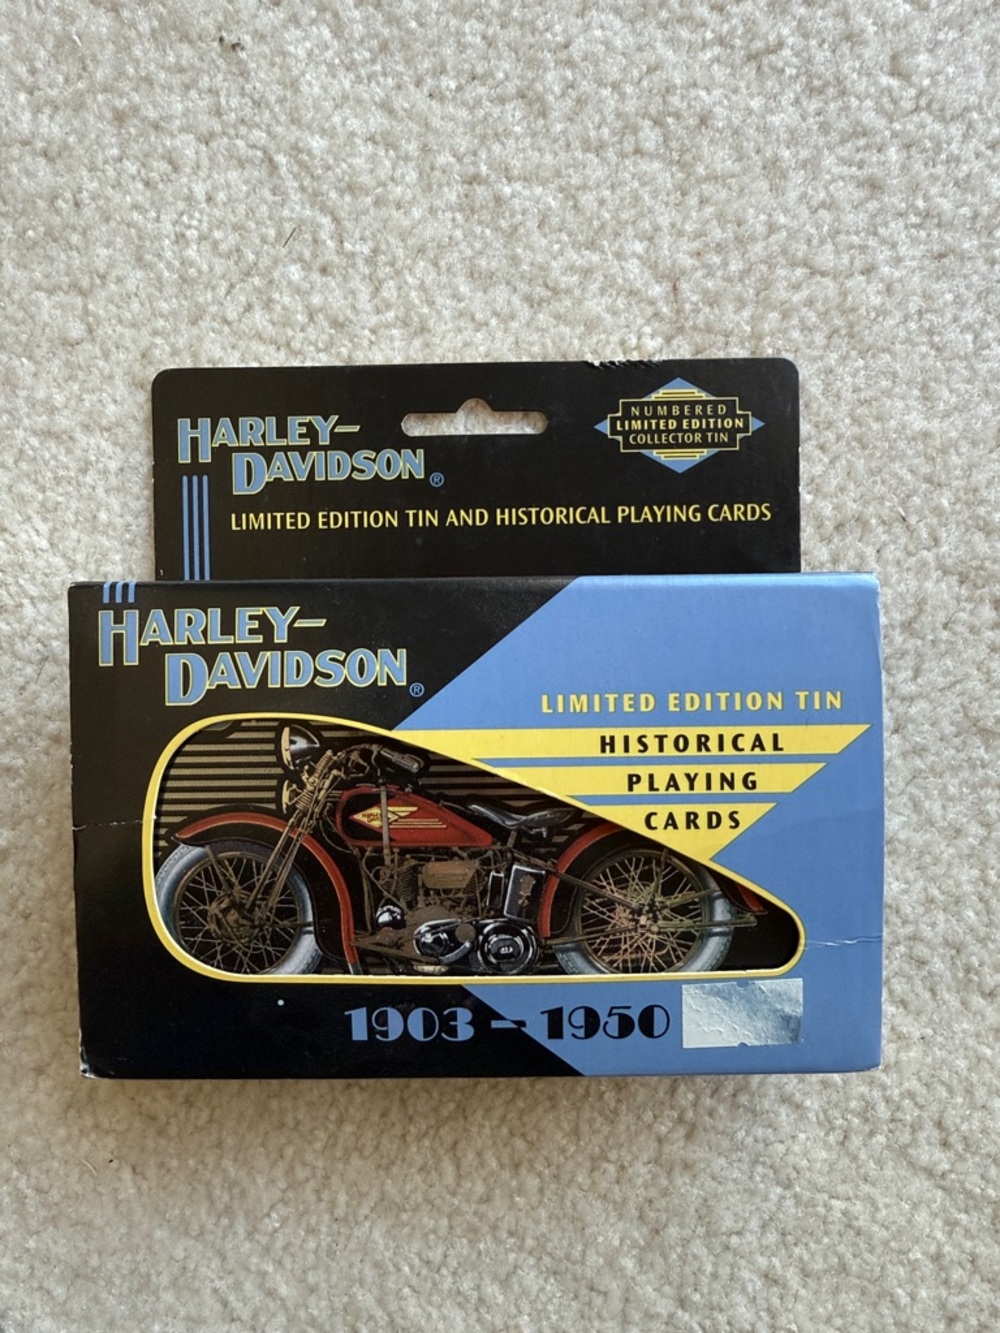 HARLEY-
DAVIDSON®
NUMBERED
LIMITED EDITION
COLLECTOR TIN
LIMITED EDITION TIN AND HISTORICAL PLAYING CARDS
HARLEY-
DAVIDSON®
LIMITED EDITION TIN
HISTORICAL
PLAYING
CARDS
1903 – 1950